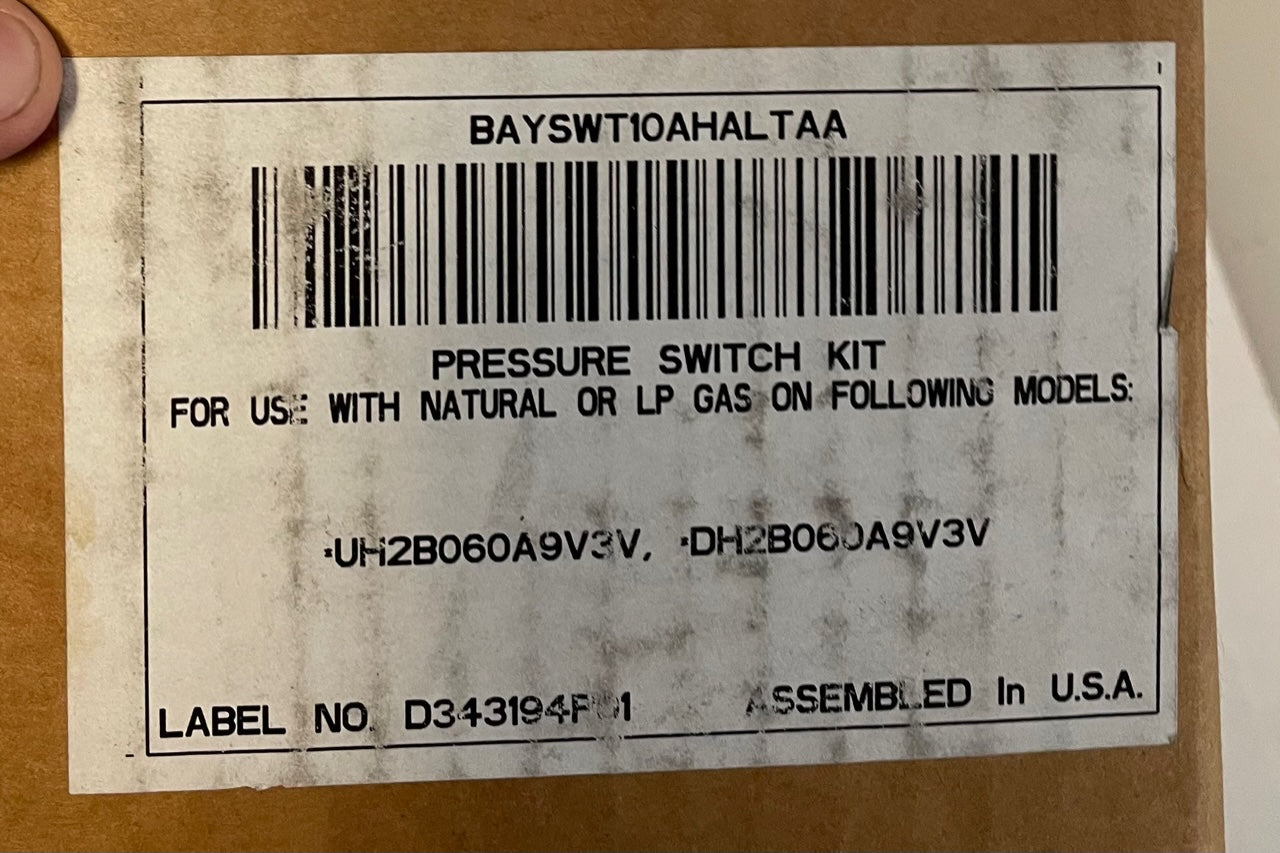 BAYSWT10AHALTAA
PRESSURE SWITCH KIT
FOR USE WITH NATURAL OR LP GAS ON FOLLOWING MODELS:
*UH2B060A9V3V, *DH2B060A9V3V
LABEL NO. D343194P01 ASSEMBLED In U.S.A.